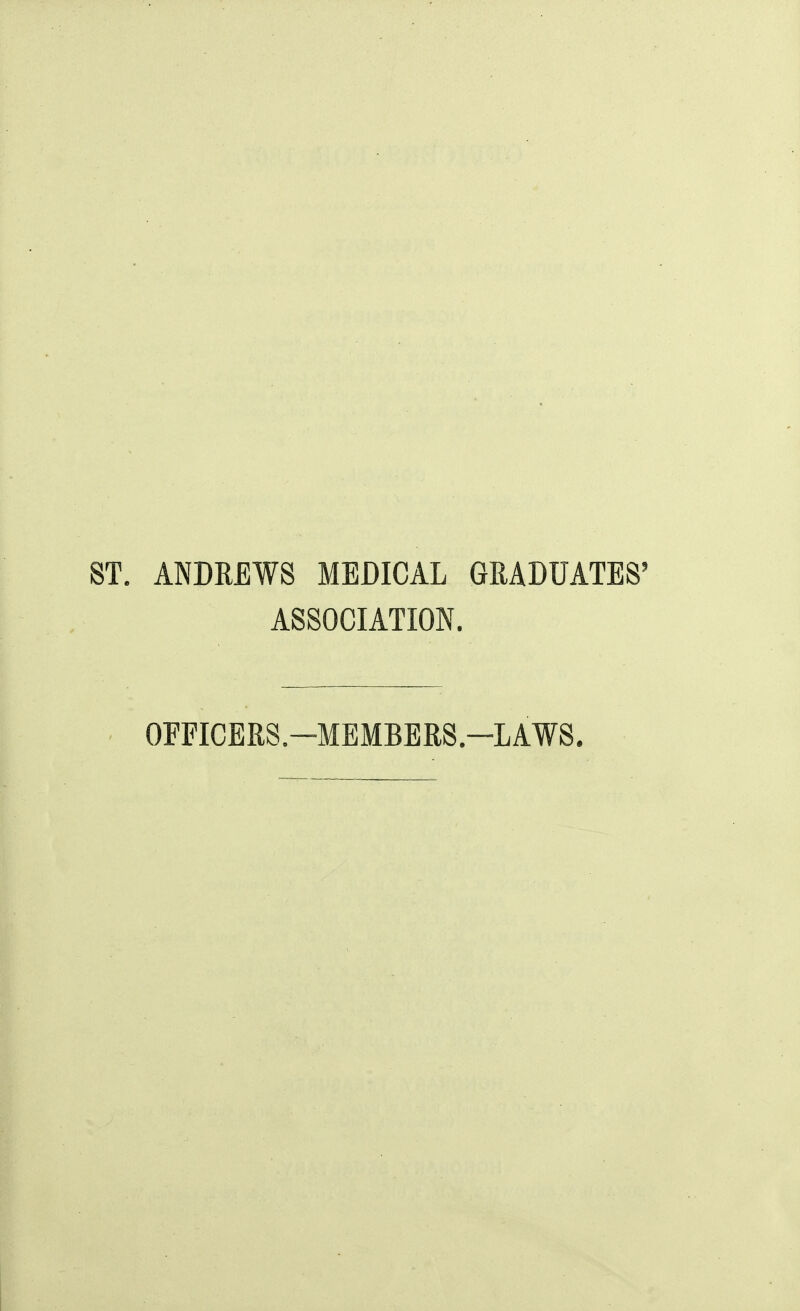 ST. ANDREWS MEDICAL GRADUATES’
ASSOCIATION.
OFFICERS.—MEMBERS.—LAWS.